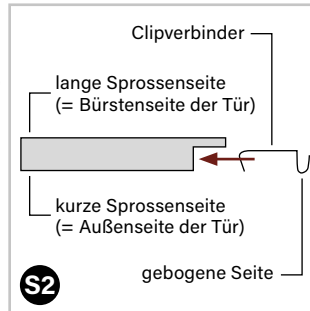 Clipverbinder
lange Sprossenseite
(= Bürstenseite der Tür)
kurze Sprossenseite
(= Außenseite der Tür)
gebogene Seite
S2